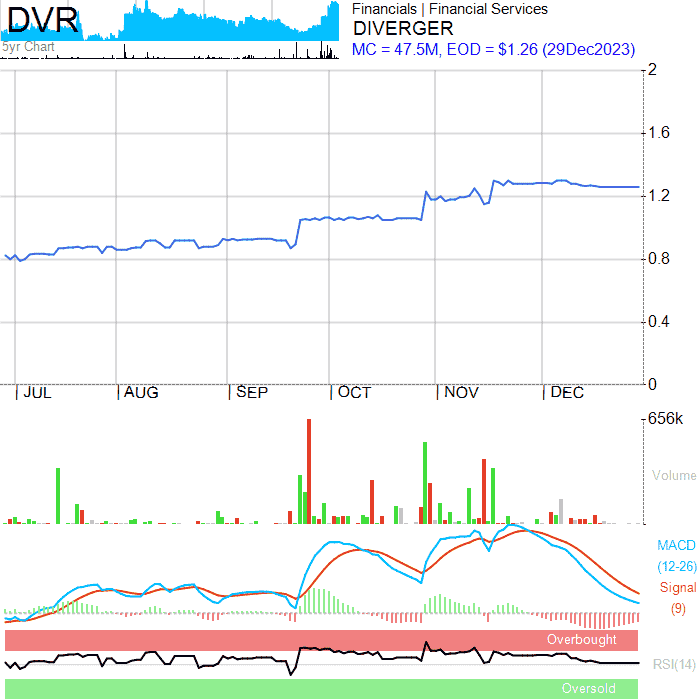 DVR
5yr Chart
Financials | Financial Services
DIVERGER
MC = 47.5M, EOD = $1.26 (29Dec2023)
2
1.6
1.2
0.8
0.4
0
JUL AUG SEP OCT NOV DEC
656k
Volume
MACD
(12-26)
Signal
(9)
Overbought
RSI(14)
Oversold